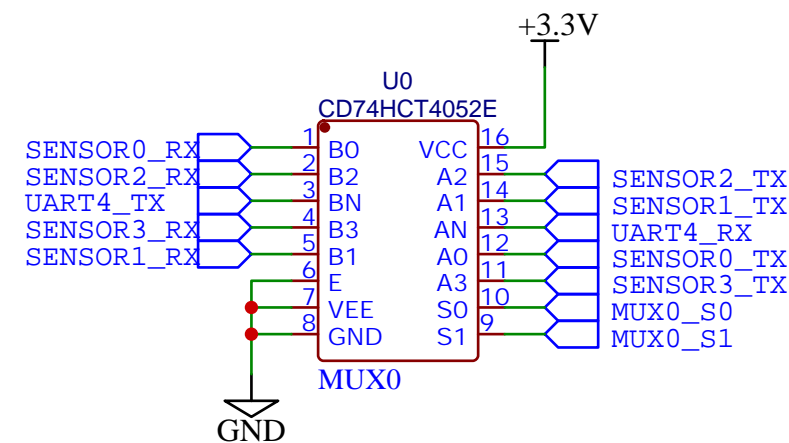 +3.3V
U0
CD74HCT4052E
SENSOR0_RX 1 B0 VCC 16
SENSOR2_RX 2 B2 A2 15 SENSOR2_TX
UART4_TX 3 BN A1 14 SENSOR1_TX
SENSOR3_RX 4 B3 AN 13 UART4_RX
SENSOR1_RX 5 B1 A0 12 SENSOR0_TX
6 E A3 11 SENSOR3_TX
7 VEE S0 10 MUX0_S0
8 GND S1 9 MUX0_S1
MUX0
GND